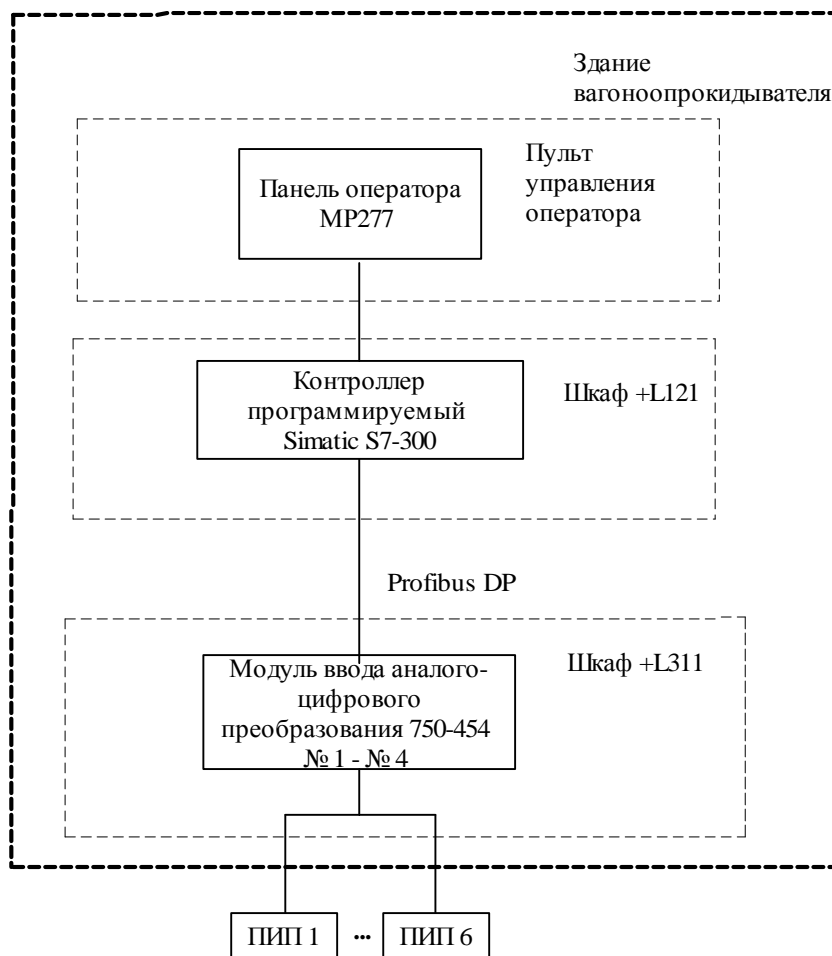 Здание
вагоноопрокидывателя
Пульт
управления
оператора
Панель оператора
MP277
Контроллер
программируемый
Simatic S7-300
Шкаф +L121
Profibus DP
Шкаф +L311
Модуль ввода аналого-
цифрового
преобразования 750-454
№ 1 - № 4
ПИП 1 ... ПИП 6